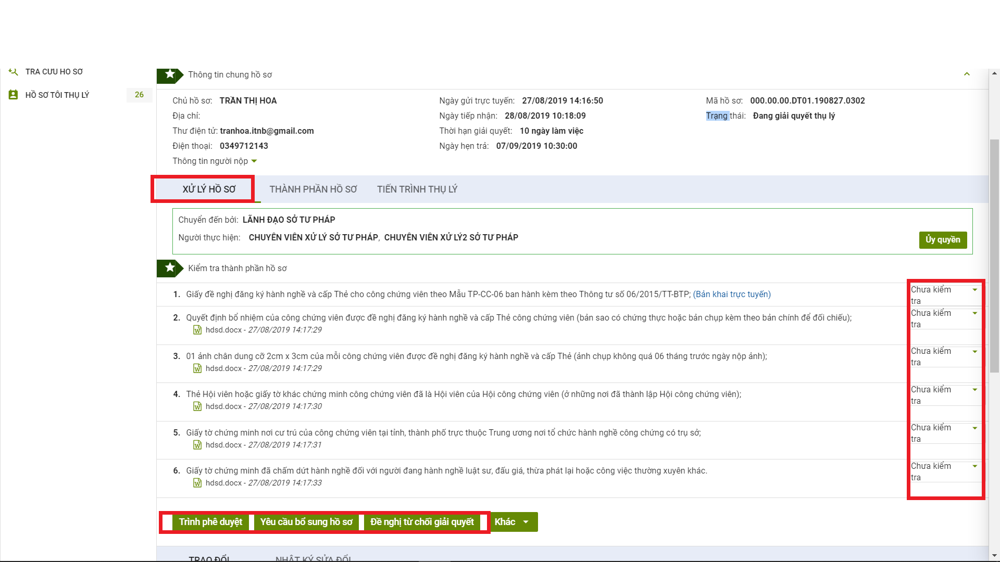 TRA CỨU HỒ SƠ
HỒ SƠ TÔI THỤ LÝ 26
Thông tin chung hồ sơ
Chủ hồ sơ: TRẦN THỊ HOA
Địa chỉ:
Thư điện tử: tranhoa.itnb@gmail.com
Điện thoại: 0349712143
Thông tin người nộp
Ngày gửi trực tuyến: 27/08/2019 14:16:50
Ngày tiếp nhận: 28/08/2019 10:18:09
Thời hạn giải quyết: 10 ngày làm việc
Ngày hẹn trả: 07/09/2019 10:30:00
Mã hồ sơ: 000.00.00.DT01.190827.0302
Trạng thái: Đang giải quyết thụ lý
XỬ LÝ HỒ SƠ THÀNH PHẦN HỒ SƠ TIẾN TRÌNH THỤ LÝ
Chuyển đến bởi: LÃNH ĐẠO SỞ TƯ PHÁP
Người thực hiện: CHUYÊN VIÊN XỬ LÝ SỞ TƯ PHÁP, CHUYÊN VIÊN XỬ LÝ2 SỞ TƯ PHÁP
Ủy quyền
Kiểm tra thành phần hồ sơ
1. Giấy đề nghị đăng ký hành nghề và cấp Thẻ cho công chứng viên theo Mẫu TP-CC-06 ban hành kèm theo Thông tư số 06/2015/TT-BTP; (Bản khai trực tuyến)
Chưa kiểm
tra
2. Quyết định bổ nhiệm của công chứng viên được đề nghị đăng ký hành nghề và cấp Thẻ công chứng viên (bản sao có chứng thực hoặc bản chụp kèm theo bản chính để đối chiếu);
hdsd.docx - 27/08/2019 14:17:29
Chưa kiểm
tra
3. 01 ảnh chân dung cỡ 2cm x 3cm của mỗi công chứng viên được đề nghị đăng ký hành nghề và cấp Thẻ (ảnh chụp không quá 06 tháng trước ngày nộp ảnh);
hdsd.docx - 27/08/2019 14:17:29
Chưa kiểm
tra
4. Thẻ Hội viên hoặc giấy tờ khác chứng minh công chứng viên đã là Hội viên của Hội công chứng viên (ở những nơi đã thành lập Hội công chứng viên);
hdsd.docx - 27/08/2019 14:17:30
Chưa kiểm
tra
5. Giấy tờ chứng minh nơi cư trú của công chứng viên tại tỉnh, thành phố trực thuộc Trung ương nơi tổ chức hành nghề công chứng có trụ sở;
hdsd.docx - 27/08/2019 14:17:31
Chưa kiểm
tra
6. Giấy tờ chứng minh đã chấm dứt hành nghề đối với người đang hành nghề luật sư, đấu giá, thừa phát lại hoặc công việc thường xuyên khác.
hdsd.docx - 27/08/2019 14:17:33
Chưa kiểm
tra
Trình phê duyệt Yêu cầu bổ sung hồ sơ Đề nghị từ chối giải quyết Khác
TRAO ĐỔI NHẬT KÝ SỬA ĐỔI